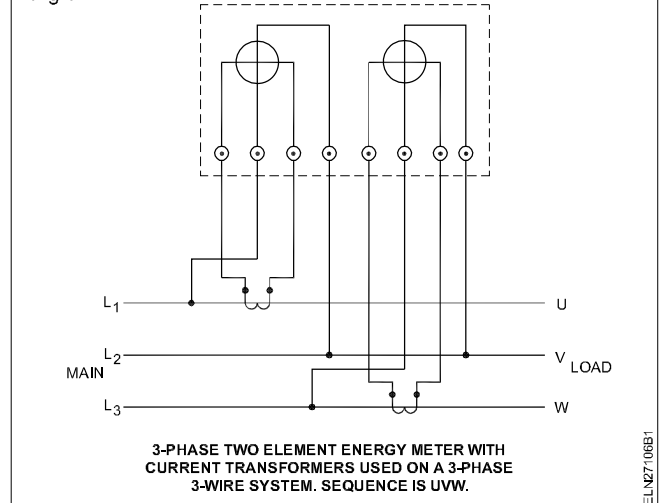 L1
U
L2
V
MAIN
LOAD
L3
W
3-PHASE TWO ELEMENT ENERGY METER WITH
CURRENT TRANSFORMERS USED ON A 3-PHASE
3-WIRE SYSTEM. SEQUENCE IS UVW.
ELN27106B1